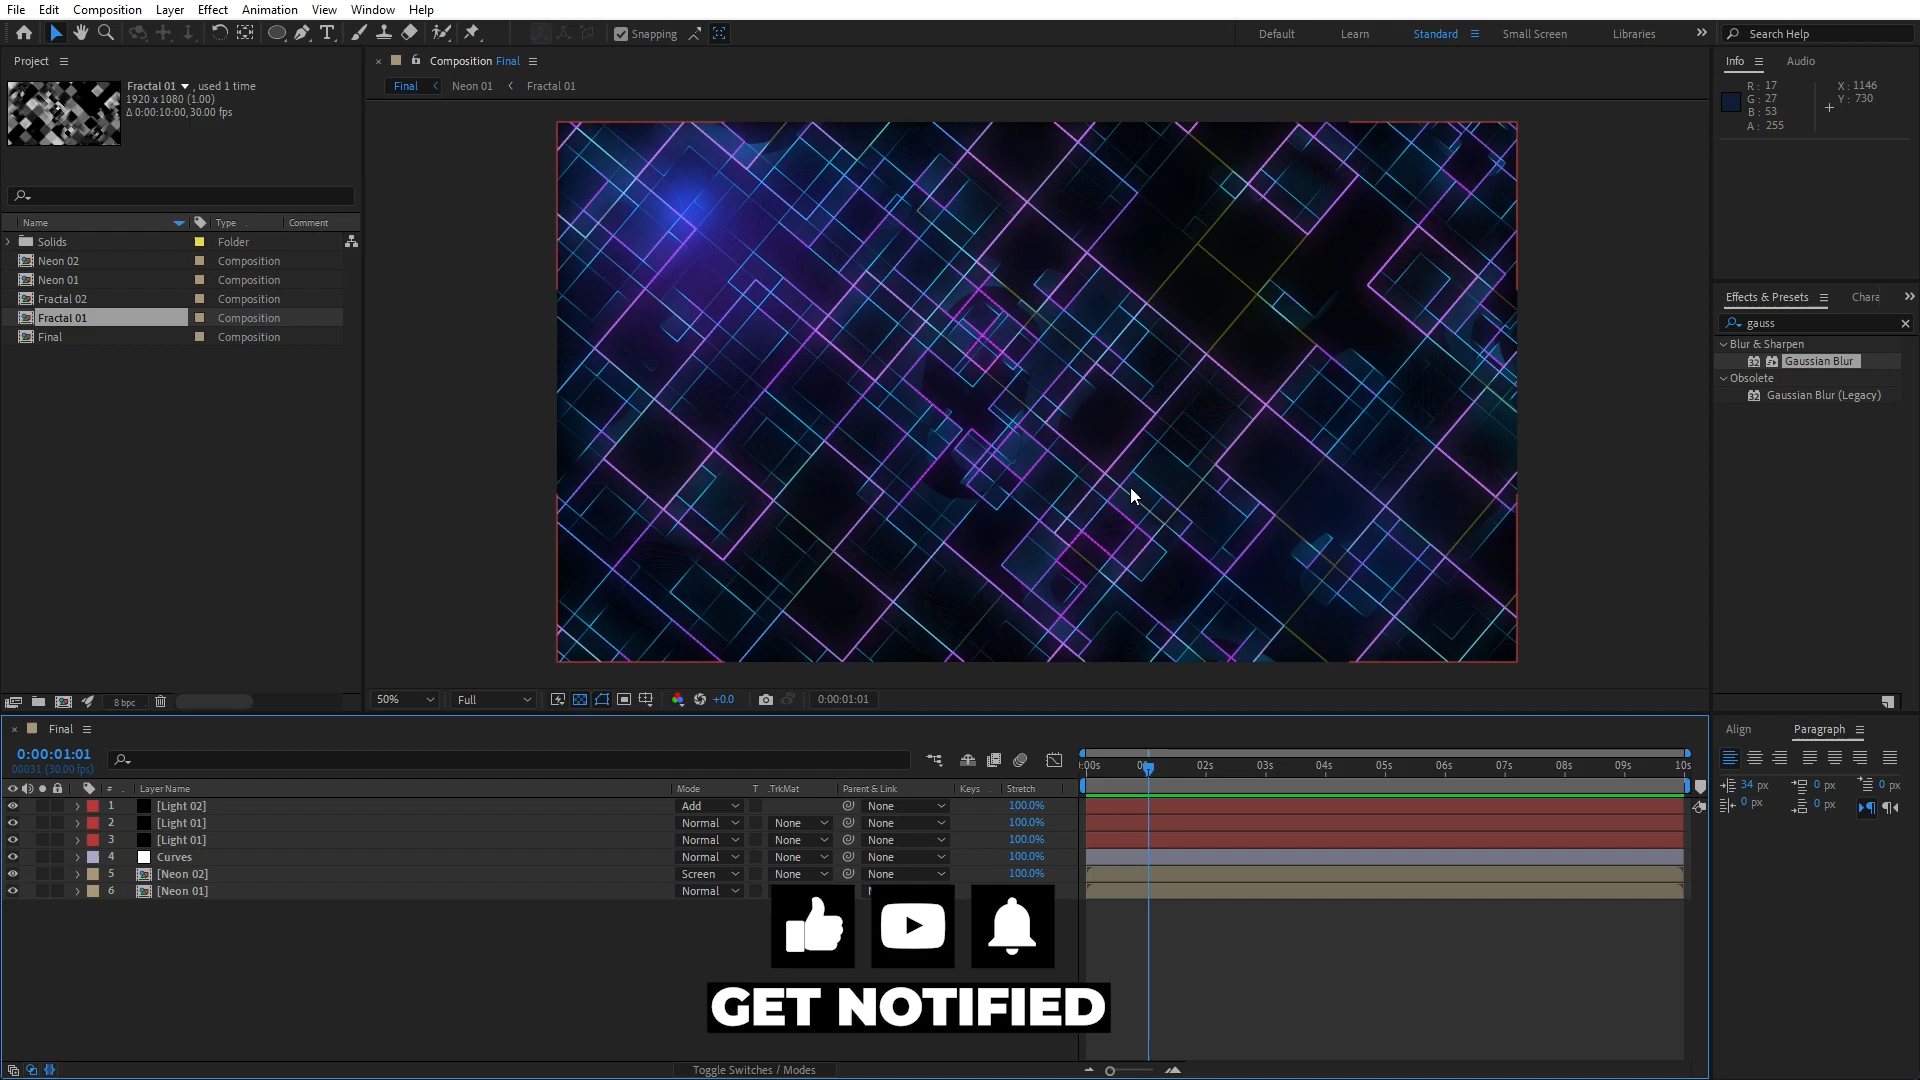 File Edit Composition Layer Effect Animation View Window Help
Snapping Default Learn Standard Small Screen Libraries Search Help
Project
Fractal 01 , used 1 time
1920 x 1080 (1.00)
Δ 0:00:10:00, 30.00 fps
Name Type Comment
Solids Folder
Neon 02 Composition
Neon 01 Composition
Fractal 02 Composition
Fractal 01 Composition
Final Composition
8 bpc
Composition Final
Final Neon 01 Fractal 01
50% Full +0.0 0:00:01:01
Info Audio
R: 17 X: 1146
G: 27 Y: 730
B: 53
A: 255
Effects & Presets Chara
gauss
Blur & Sharpen
32 Gaussian Blur
Obsolete
32 Gaussian Blur (Legacy)
Final
0:00:01:01
00031 (30.00 fps)
# Layer Name Mode T .TrkMat Parent & Link Keys Stretch
1 [Light 02] Add None 100.0%
2 [Light 01] Normal None None 100.0%
3 [Light 01] Normal None None 100.0%
4 Curves Normal None None 100.0%
5 [Neon 02] Screen None None 100.0%
6 [Neon 01] Normal
:00s 02s 03s 04s 05s 06s 07s 08s 09s 10s
GET NOTIFIED
Toggle Switches / Modes
Align Paragraph
34 px 0 px 0 px
0 px 0 px